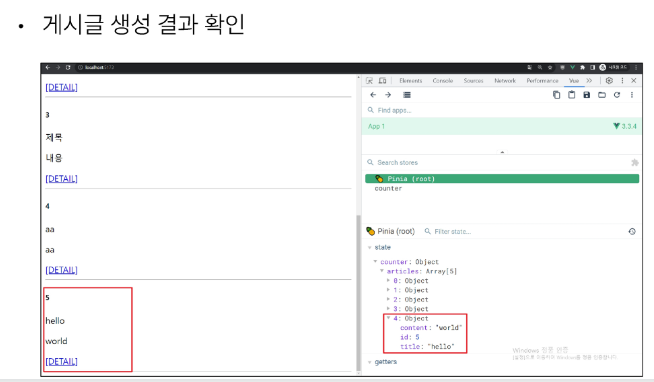 • 게시글 생성 결과 확인
localhost:5173
[DETAIL]
3
제목
내용
[DETAIL]
4
aa
aa
[DETAIL]
5
hello
world
[DETAIL]
Elements Console Sources Network Performance Vue
Find apps...
App 1 3.3.4
Search stores
Pinia (root)
counter
Pinia (root) Filter state...
state
counter: Object
articles: Array[5]
0: Object
1: Object
2: Object
3: Object
4: Object
content: "world"
id: 5
title: "hello"
getters
Windows 정품 인증